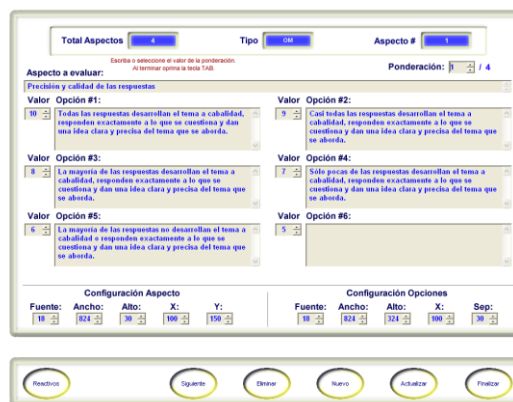 Total Aspectos 4 Tipo OM Aspecto # 1
Escriba o seleccione el valor de la ponderación.
Al terminar oprima la tecla TAB.
Ponderación: 1 / 4
Aspecto a evaluar:
Precisión y calidad de las respuestas
Valor Opción #1: Valor Opción #2:
10 Todas las respuestas desarrollan el tema a cabalidad,
responden exactamente a lo que se cuestiona y dan
una idea clara y precisa del tema que se aborda.
9 Casi todas las respuestas desarrollan el tema a
cabalidad, responden exactamente a lo que se
cuestiona y dan una idea clara y precisa del tema
que se aborda.
Valor Opción #3: Valor Opción #4:
8 La mayoría de las respuestas desarrollan el tema a
cabalidad, responden exactamente a lo que se
cuestiona y dan una idea clara y precisa del tema que
se aborda.
7 Sólo pocas de las respuestas desarrollan el tema a
cabalidad, responden exactamente a lo que se
cuestiona y dan una idea clara y precisa del tema que
se aborda.
Valor Opción #5: Valor Opción #6:
6 La mayoría de las respuestas no desarrollan el tema a
cabalidad o responden exactamente a lo que se
cuestiona y dan una idea clara y precisa del tema que
se aborda.
5
Configuración Aspecto Configuración Opciones
Fuente: Ancho: Alto: X: Y: Fuente: Ancho: Alto: X: Sep:
18 824 30 100 150 18 824 324 100 30
Reactivos Siguiente Eliminar Nuevo Actualizar Finalizar